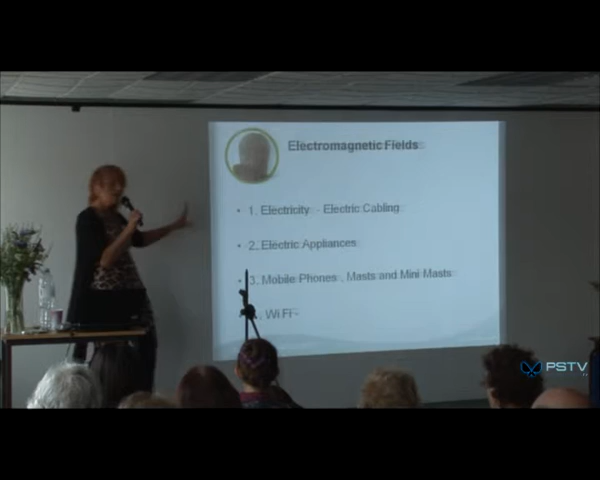 Electromagnetic Fields
• 1. Electricity - Electric Cabling
• 2. Electric Appliances
• 3. Mobile Phones, Masts and Mini Masts
. Wi Fi -
PSTV